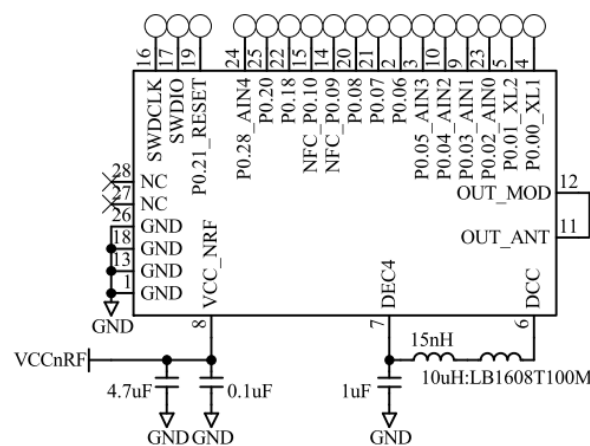 16 17 19 24 25 22 15 14 20 21 2 3 10 9 23 5 4
SWDCLK
SWDIO
P0.21_RESET
P0.28_AIN4
P0.20
P0.18
NFC_P0.10
NFC_P0.09
P0.08
P0.07
P0.06
P0.05_AIN3
P0.04_AIN2
P0.03_AIN1
P0.02_AIN0
P0.01_XL2
P0.00_XL1
28 NC
27 NC
26 GND
18 GND
13 GND
1 GND
GND
OUT_MOD 12
OUT_ANT 11
VCC_NRF
DEC4
DCC
8 7 6
15nH
10uH:LB1608T100M
VCCnRF
4.7uF 0.1uF 1uF
GND GND GND